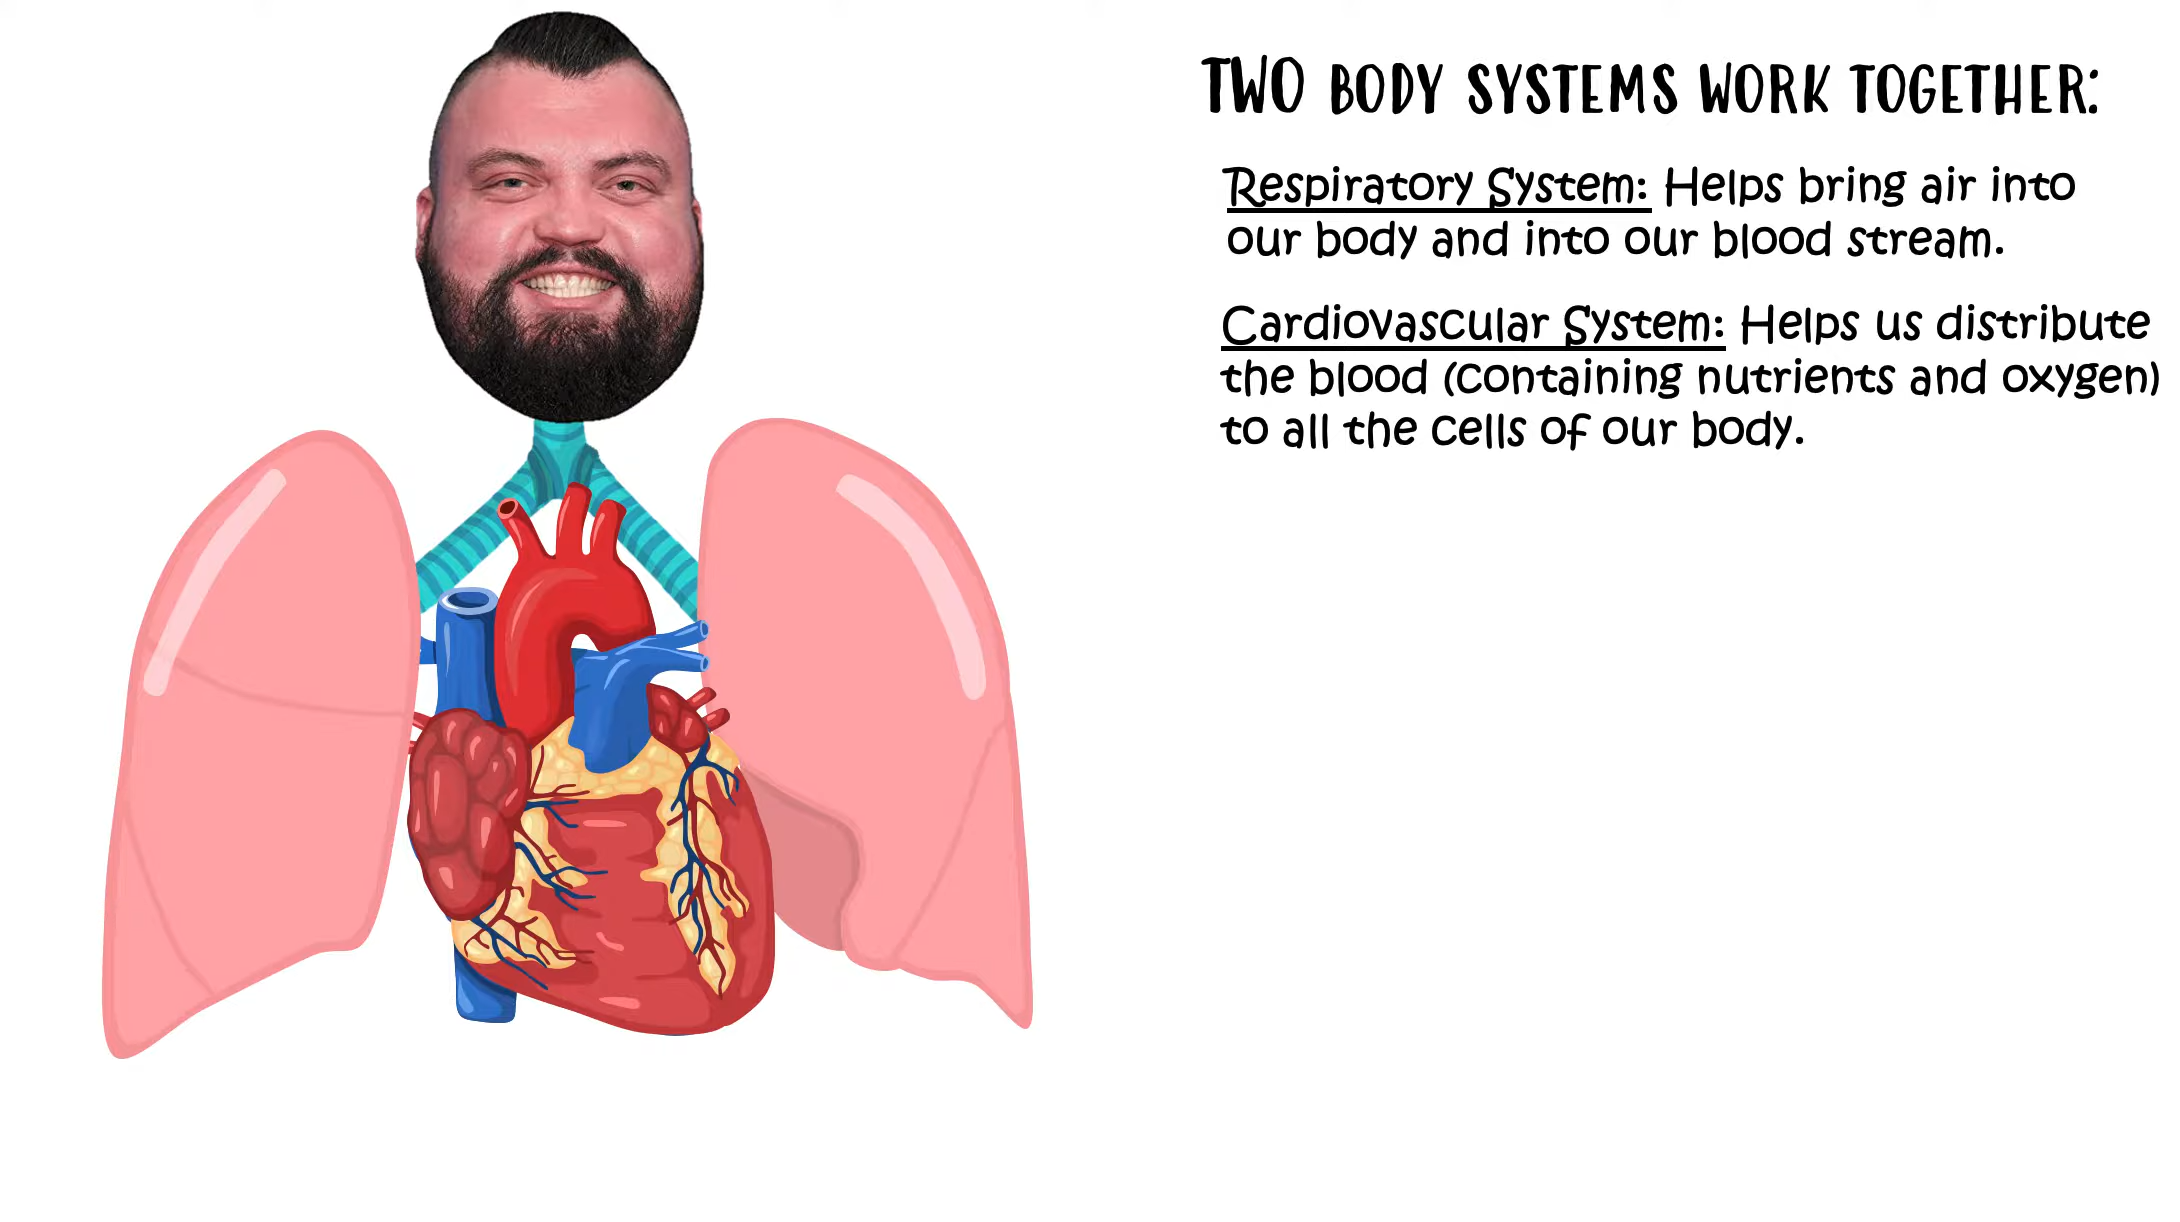 TWO BODY SYSTEMS WORK TOGETHER:
Respiratory System: Helps bring air into
our body and into our blood stream.
Cardiovascular System: Helps us distribute
the blood (containing nutrients and oxygen)
to all the cells of our body.